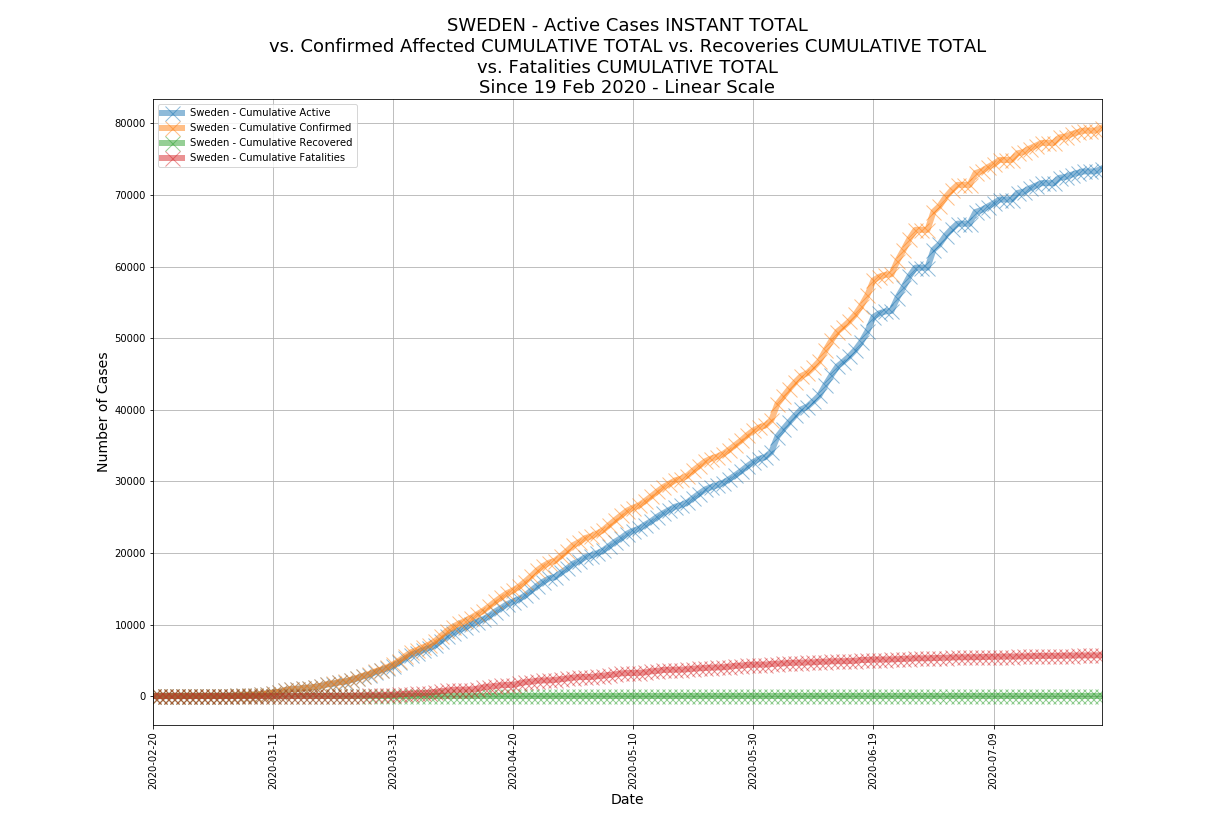 SWEDEN - Active Cases INSTANT TOTAL
vs. Confirmed Affected CUMULATIVE TOTAL vs. Recoveries CUMULATIVE TOTAL
vs. Fatalities CUMULATIVE TOTAL
Since 19 Feb 2020 - Linear Scale
Sweden - Cumulative Active
Sweden - Cumulative Confirmed
Sweden - Cumulative Recovered
Sweden - Cumulative Fatalities
Number of Cases
80000
70000
60000
50000
40000
30000
20000
10000
0
2020-02-20
2020-03-11
2020-03-31
2020-04-20
2020-05-10
2020-05-30
2020-06-19
2020-07-09
Date